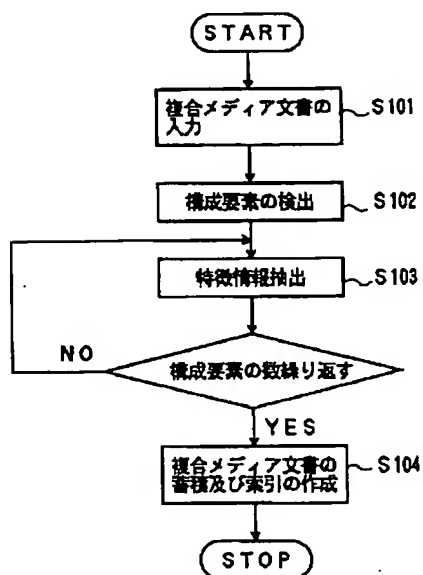 START
複合メディア文書の
入力
S101
構成要素の検出
S102
特徴情報抽出
S103
構成要素の数繰り返す
NO
YES
複合メディア文書の
蓄積及び索引の作成
S104
STOP